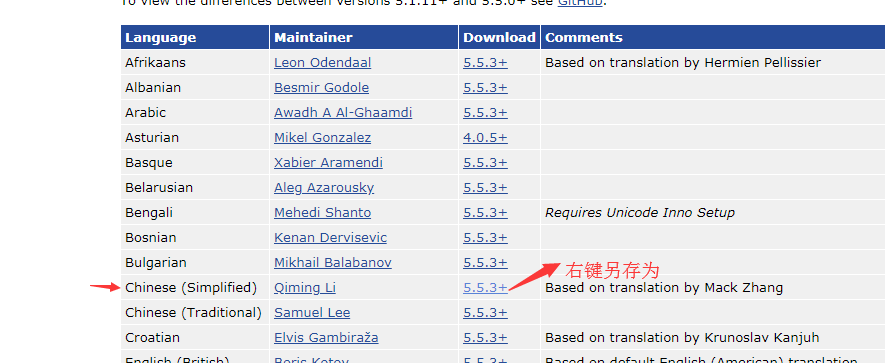 To view the differences between versions 5.1.11+ and 5.5.0+ see GitHub.
Language Maintainer Download Comments
Afrikaans Leon Odendaal 5.5.3+ Based on translation by Hermien Pellissier
Albanian Besmir Godole 5.5.3+
Arabic Awadh A Al-Ghaamdi 5.5.3+
Asturian Mikel Gonzalez 4.0.5+
Basque Xabier Aramendi 5.5.3+
Belarusian Aleg Azarousky 5.5.3+
Bengali Mehedi Shanto 5.5.3+ Requires Unicode Inno Setup
Bosnian Kenan Dervisevic 5.5.3+
Bulgarian Mikhail Balabanov 5.5.3+
右键另存为
Chinese (Simplified) Qiming Li 5.5.3+ Based on translation by Mack Zhang
Chinese (Traditional) Samuel Lee 5.5.3+
Croatian Elvis Gambiraža 5.5.3+ Based on translation by Krunoslav Kanjuh
English (British) Boris Kotov 5.5.3+ Based on default English (American) translation